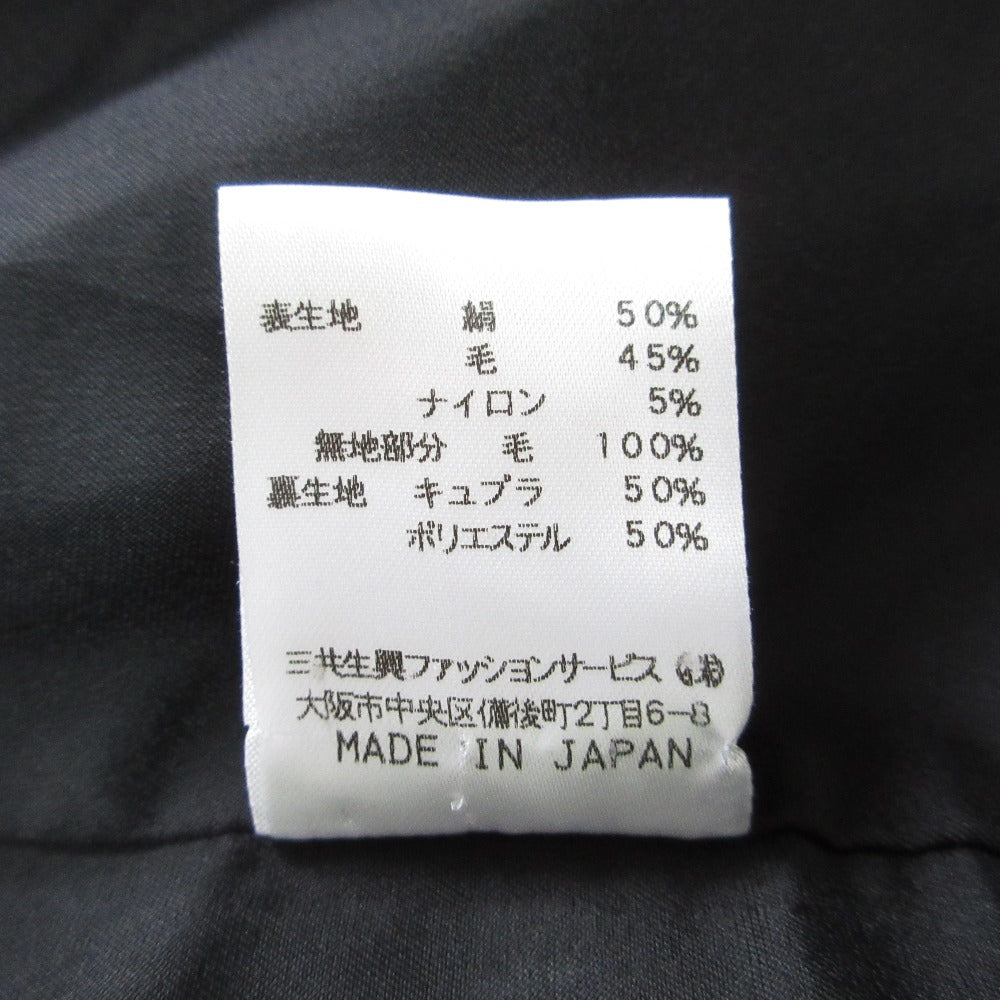 表生地 絹 50%
毛 45%
ナイロン 5%
無地部分 毛 100%
裏生地 キュプラ 50%
ポリエステル 50%
三共生興ファッションサービス ㈱
大阪市中央区備後町2丁目6-8
MADE IN JAPAN